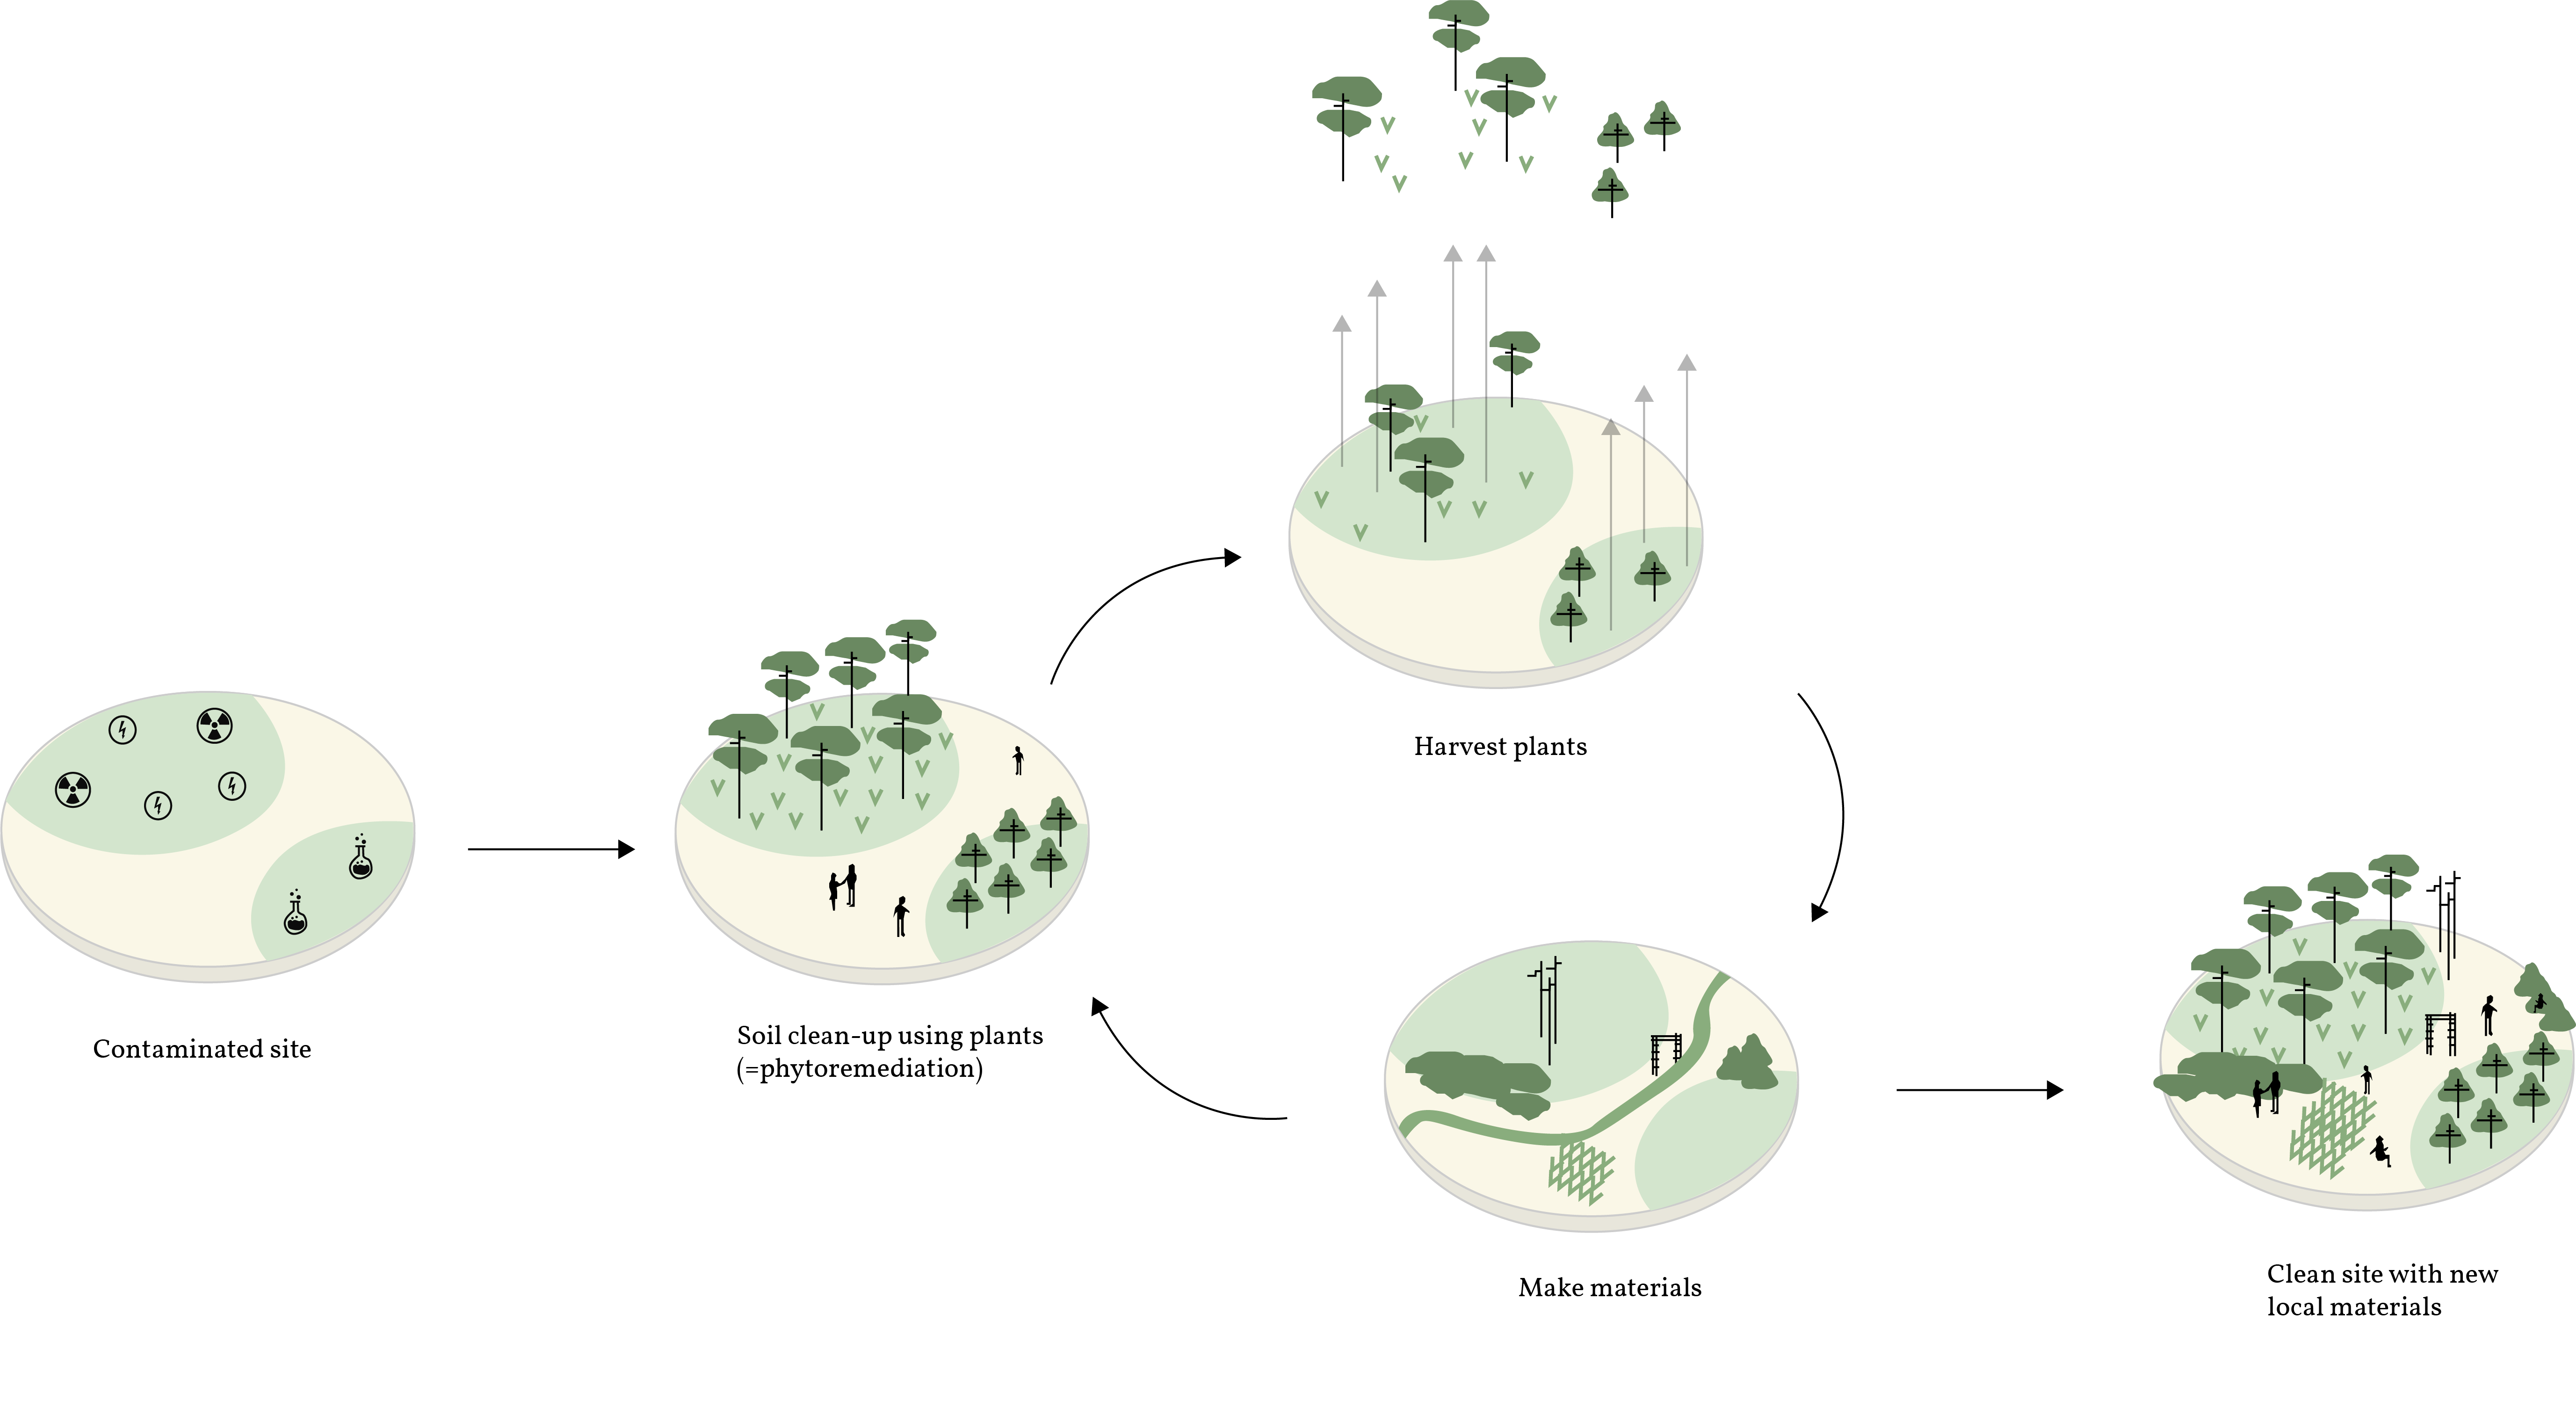 Harvest plants
Contaminated site
Soil clean-up using plants
(=phytoremediation)
Make materials
Clean site with new
local materials